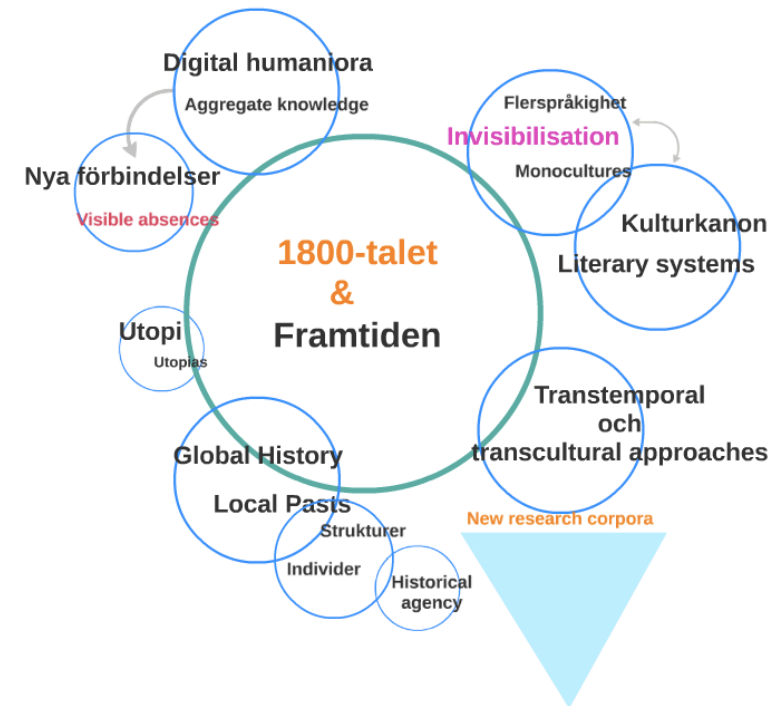 Digital humaniora
Aggregate knowledge
Nya förbindelser
Visible absences
Flerspråkighet
Invisibilisation
Monocultures
Kulturkanon
Literary systems
1800-talet
&
Framtiden
Utopi
Utopias
Transtemporal
och
transcultural approaches
Global History
Local Pasts
Strukturer
Individer
Historical
agency
New research corpora